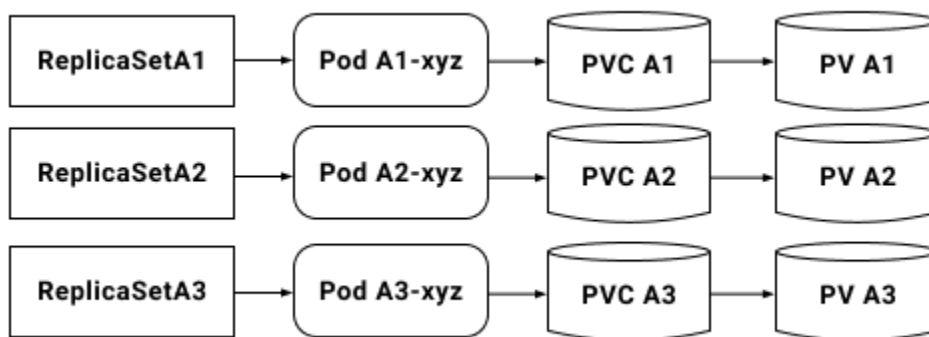 ReplicaSetA1
Pod A1-xyz
PVC A1
PV A1
ReplicaSetA2
Pod A2-xyz
PVC A2
PV A2
ReplicaSetA3
Pod A3-xyz
PVC A3
PV A3